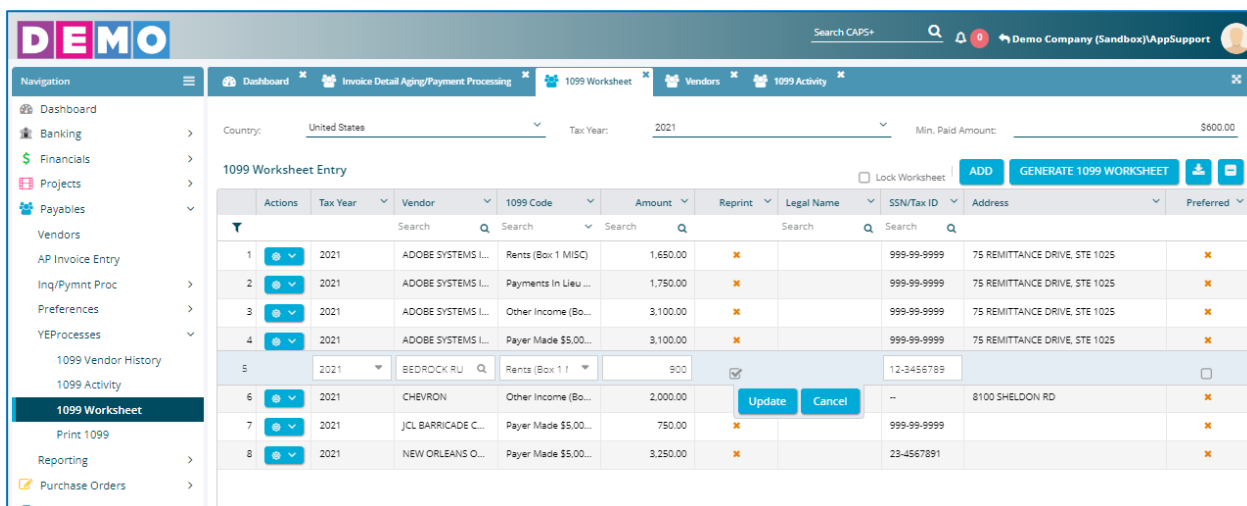 DEMO
Search CAPS+
0
Demo Company (Sandbox)\AppSupport
Navigation
Dashboard
Invoice Detail Aging/Payment Processing
1099 Worksheet
Vendors
1099 Activity
Dashboard
Banking
Financials
Projects
Payables
Vendors
AP Invoice Entry
Inq/Pymnt Proc
Preferences
YEProcesses
1099 Vendor History
1099 Activity
1099 Worksheet
Print 1099
Reporting
Purchase Orders
Country: United States Tax Year: 2021 Min. Paid Amount: $600.00
1099 Worksheet Entry
Lock Worksheet ADD GENERATE 1099 WORKSHEET
Actions Tax Year Vendor 1099 Code Amount Reprint Legal Name SSN/Tax ID Address Preferred
Search Search Search Search Search
1 2021 ADOBE SYSTEMS I... Rents (Box 1 MISC) 1,650.00 999-99-9999 75 REMITTANCE DRIVE, STE 1025
2 2021 ADOBE SYSTEMS I... Payments In Lieu ... 1,750.00 999-99-9999 75 REMITTANCE DRIVE, STE 1025
3 2021 ADOBE SYSTEMS I... Other Income (Bo... 3,100.00 999-99-9999 75 REMITTANCE DRIVE, STE 1025
4 2021 ADOBE SYSTEMS I... Payer Made $5,00... 3,100.00 999-99-9999 75 REMITTANCE DRIVE, STE 1025
5 2021 BEDROCK RU Rents (Box 1 900 12-3456789
6 2021 CHEVRON Other Income (Bo... 2,000.00 -- 8100 SHELDON RD
Update Cancel
7 2021 JCL BARRICADE C... Payer Made $5,00... 750.00 999-99-9999
8 2021 NEW ORLEANS O... Payer Made $5,00... 3,250.00 23-4567891